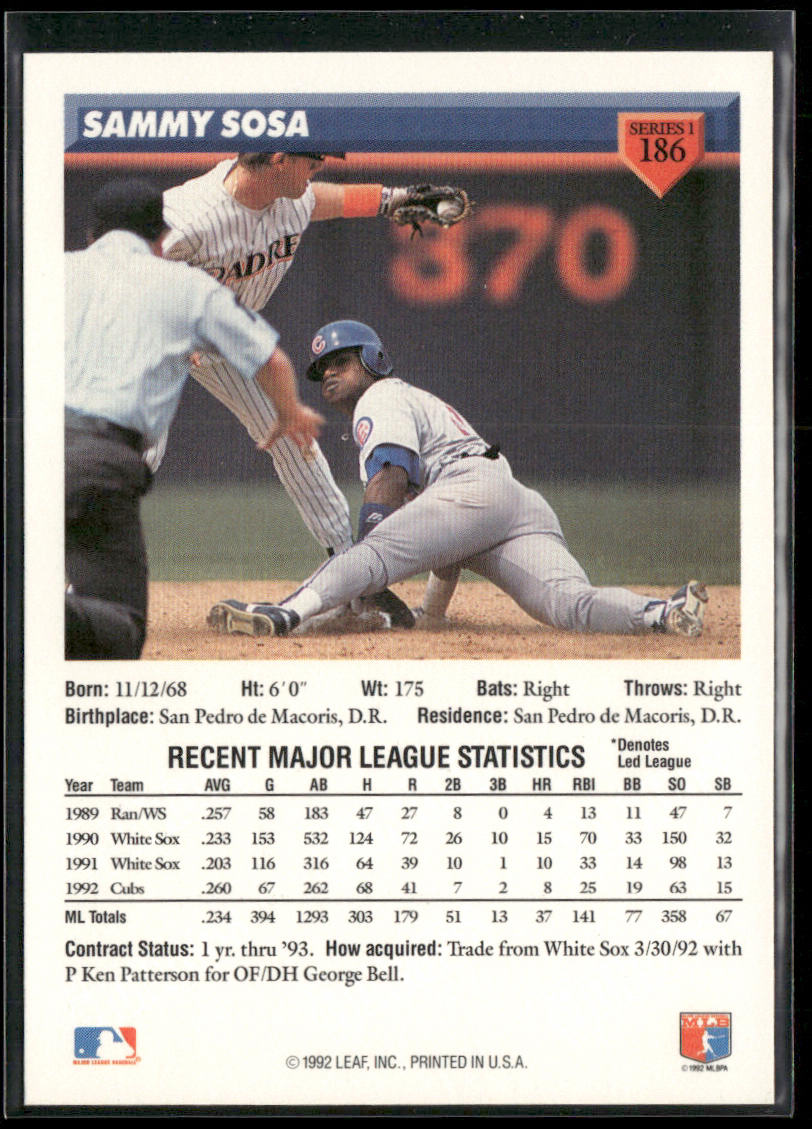 SAMMY SOSA
SERIES 1
186
PADRE
370
Born: 11/12/68 Ht: 6'0" Wt: 175 Bats: Right Throws: Right
Birthplace: San Pedro de Macoris, D.R. Residence: San Pedro de Macoris, D.R.
RECENT MAJOR LEAGUE STATISTICS *Denotes Led League
Year Team AVG G AB H R 2B 3B HR RBI BB SO SB
1989 Ran/WS .257 58 183 47 27 8 0 4 13 11 47 7
1990 White Sox .233 153 532 124 72 26 10 15 70 33 150 32
1991 White Sox .203 116 316 64 39 10 1 10 33 14 98 13
1992 Cubs .260 67 262 68 41 7 2 8 25 19 63 15
ML Totals .234 394 1293 303 179 51 13 37 141 77 358 67
Contract Status: 1 yr. thru '93. How acquired: Trade from White Sox 3/30/92 with
P Ken Patterson for OF/DH George Bell.
MAJOR LEAGUE BASEBALL
© 1992 LEAF, INC., PRINTED IN U.S.A.
MLB
© 1992 MLBPA